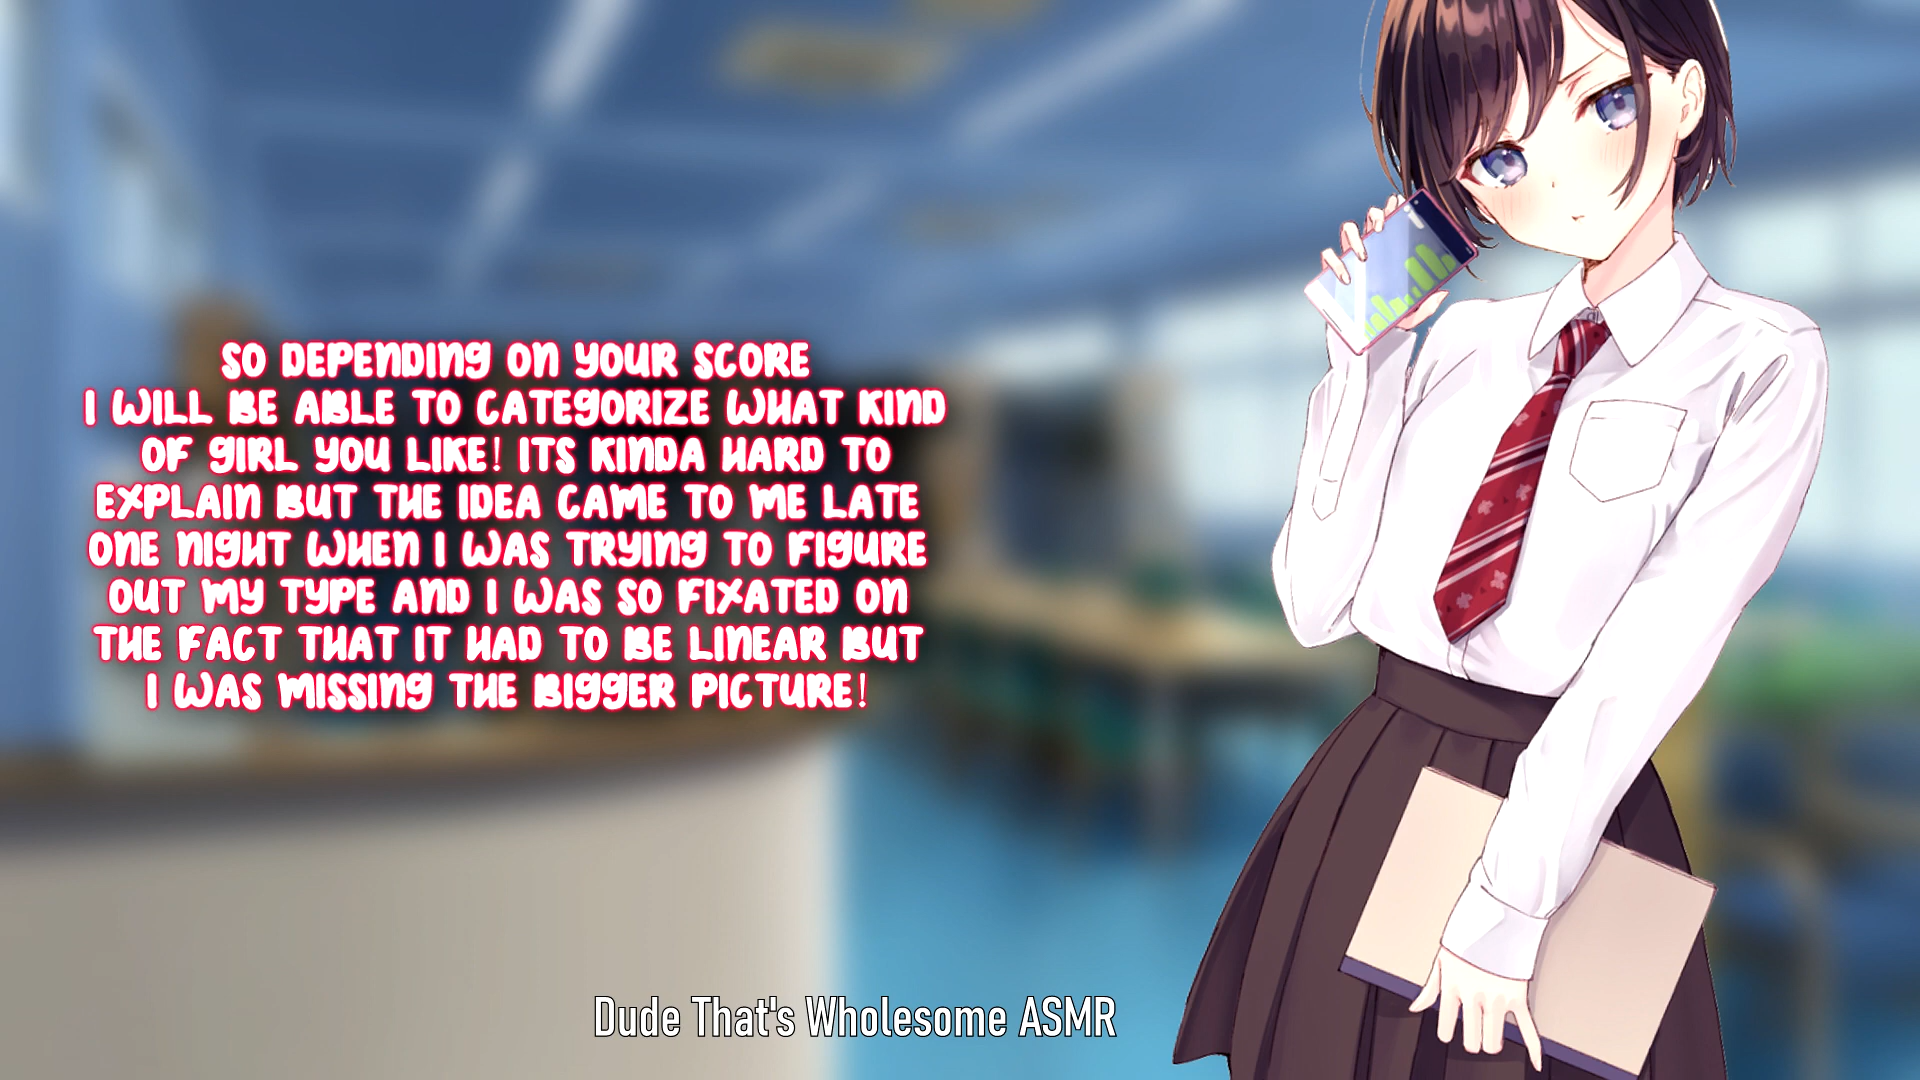 SO DEPENDING ON YOUR SCORE
I WILL BE ABLE TO CATEGORIZE WHAT KIND
OF GIRL YOU LIKE! ITS KINDA HARD TO
EXPLAIN BUT THE IDEA CAME TO ME LATE
ONE NIGHT WHEN I WAS TRYING TO FIGURE
OUT MY TYPE AND I WAS SO FIXATED ON
THE FACT THAT IT HAD TO BE LINEAR BUT
I WAS MISSING THE BIGGER PICTURE!
Dude That's Wholesome ASMR